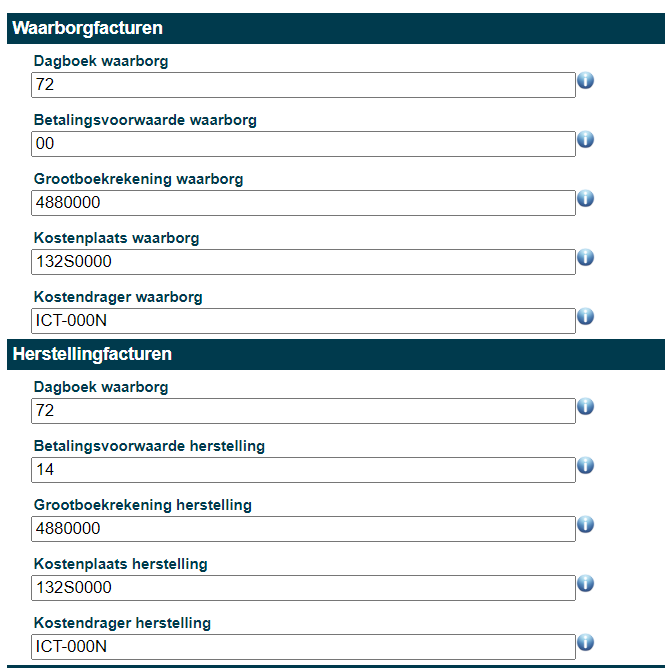 Waarborgfacturen
Dagboek waarborg
72
Betalingsvoorwaarde waarborg
00
Grootboekrekening waarborg
4880000
Kostenplaats waarborg
132S0000
Kostendrager waarborg
ICT-000N
Herstellingfacturen
Dagboek waarborg
72
Betalingsvoorwaarde herstelling
14
Grootboekrekening herstelling
4880000
Kostenplaats herstelling
132S0000
Kostendrager herstelling
ICT-000N